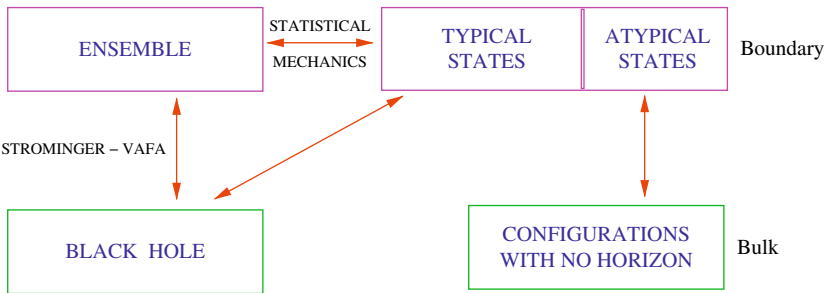 ENSEMBLE
STATISTICAL
MECHANICS
TYPICAL
STATES
ATYPICAL
STATES
Boundary
STROMINGER – VAFA
BLACK HOLE
CONFIGURATIONS
WITH NO HORIZON
Bulk